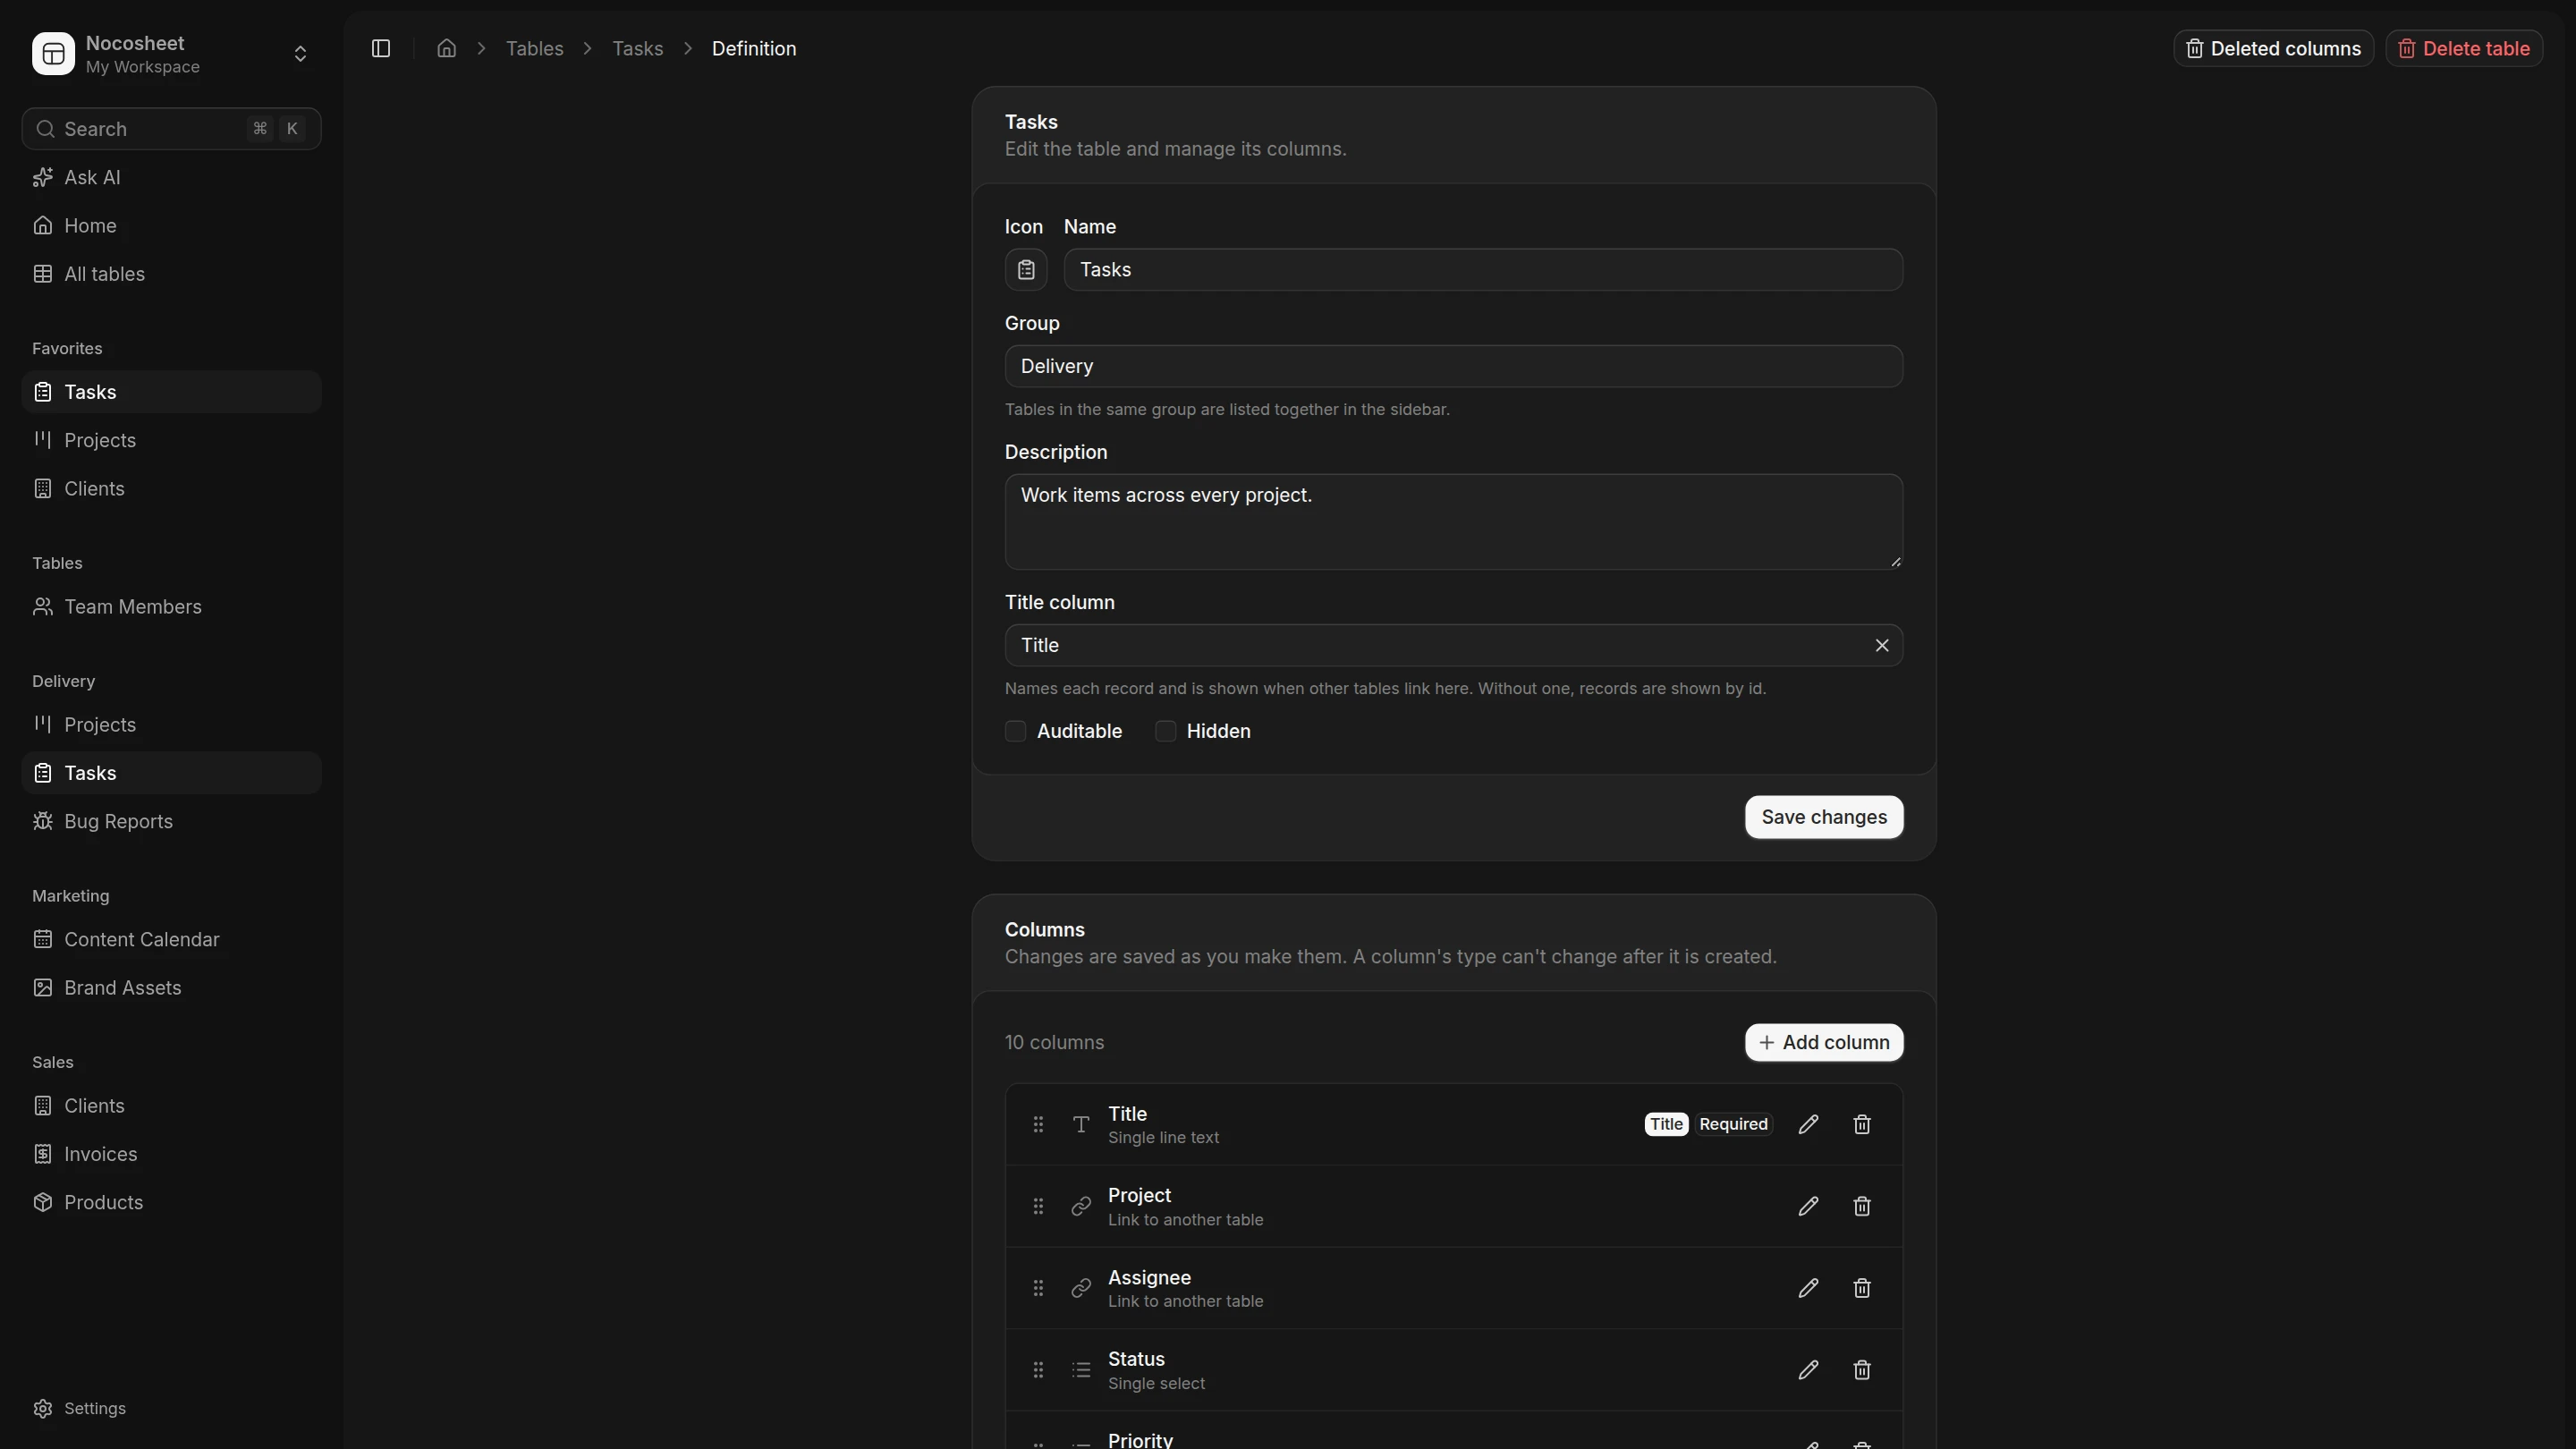 Nocosheet
My Workspace
Search ⌘ K
Ask AI
Home
All tables
Favorites
Tasks
Projects
Clients
Tables
Team Members
Delivery
Projects
Tasks
Bug Reports
Marketing
Content Calendar
Brand Assets
Sales
Clients
Invoices
Products
Settings
Tables Tasks Definition
Deleted columns Delete table
Tasks
Edit the table and manage its columns.
Icon Name
Tasks
Group
Delivery
Tables in the same group are listed together in the sidebar.
Description
Work items across every project.
Title column
Title
Names each record and is shown when other tables link here. Without one, records are shown by id.
Auditable Hidden
Save changes
Columns
Changes are saved as you make them. A column's type can't change after it is created.
10 columns Add column
Title
Single line text
Title Required
Project
Link to another table
Assignee
Link to another table
Status
Single select
Priority